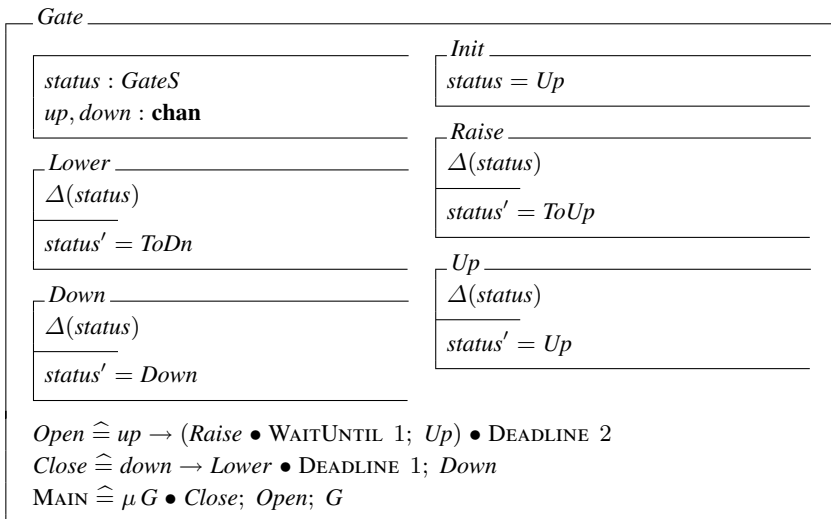 Gate
status : GateS
up, down : chan
Init
status = Up
Lower
Δ(status)
status′ = ToDn
Raise
Δ(status)
status′ = ToUp
Down
Δ(status)
status′ = Down
Up
Δ(status)
status′ = Up
Open ≙ up → (Raise • WAITUNTIL 1; Up) • DEADLINE 2
Close ≙ down → Lower • DEADLINE 1; Down
MAIN ≙ μ G • Close; Open; G